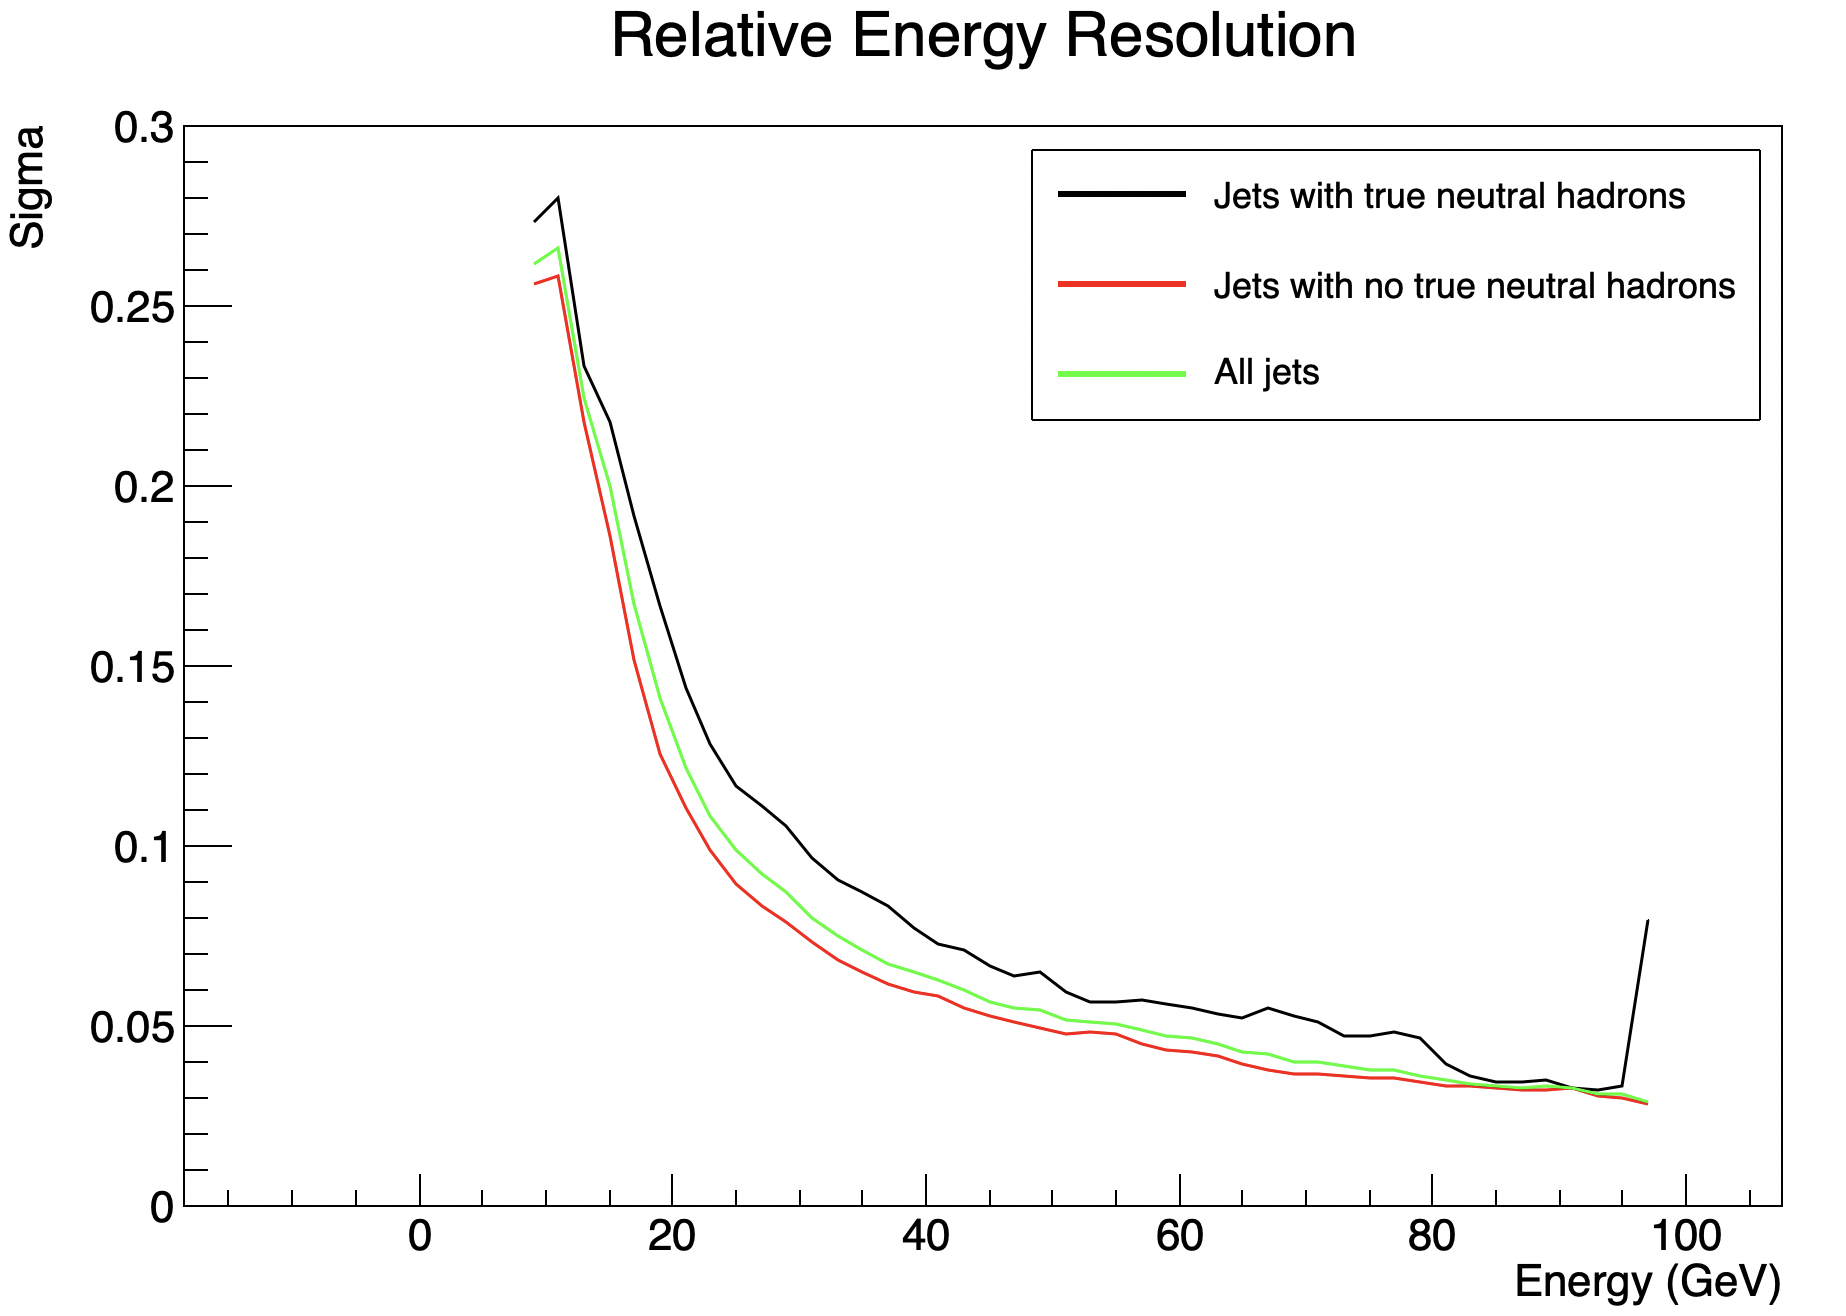 Relative Energy Resolution
Sigma
0.3
0.25
0.2
0.15
0.1
0.05
0
Jets with true neutral hadrons
Jets with no true neutral hadrons
All jets
0 20 40 60 80 100
Energy (GeV)